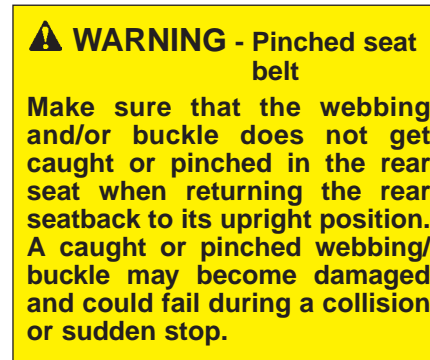 WARNING - Pinched seat
belt
Make sure that the webbing
and/or buckle does not get
caught or pinched in the rear
seat when returning the rear
seatback to its upright position.
A caught or pinched webbing/
buckle may become damaged
and could fail during a collision
or sudden stop.